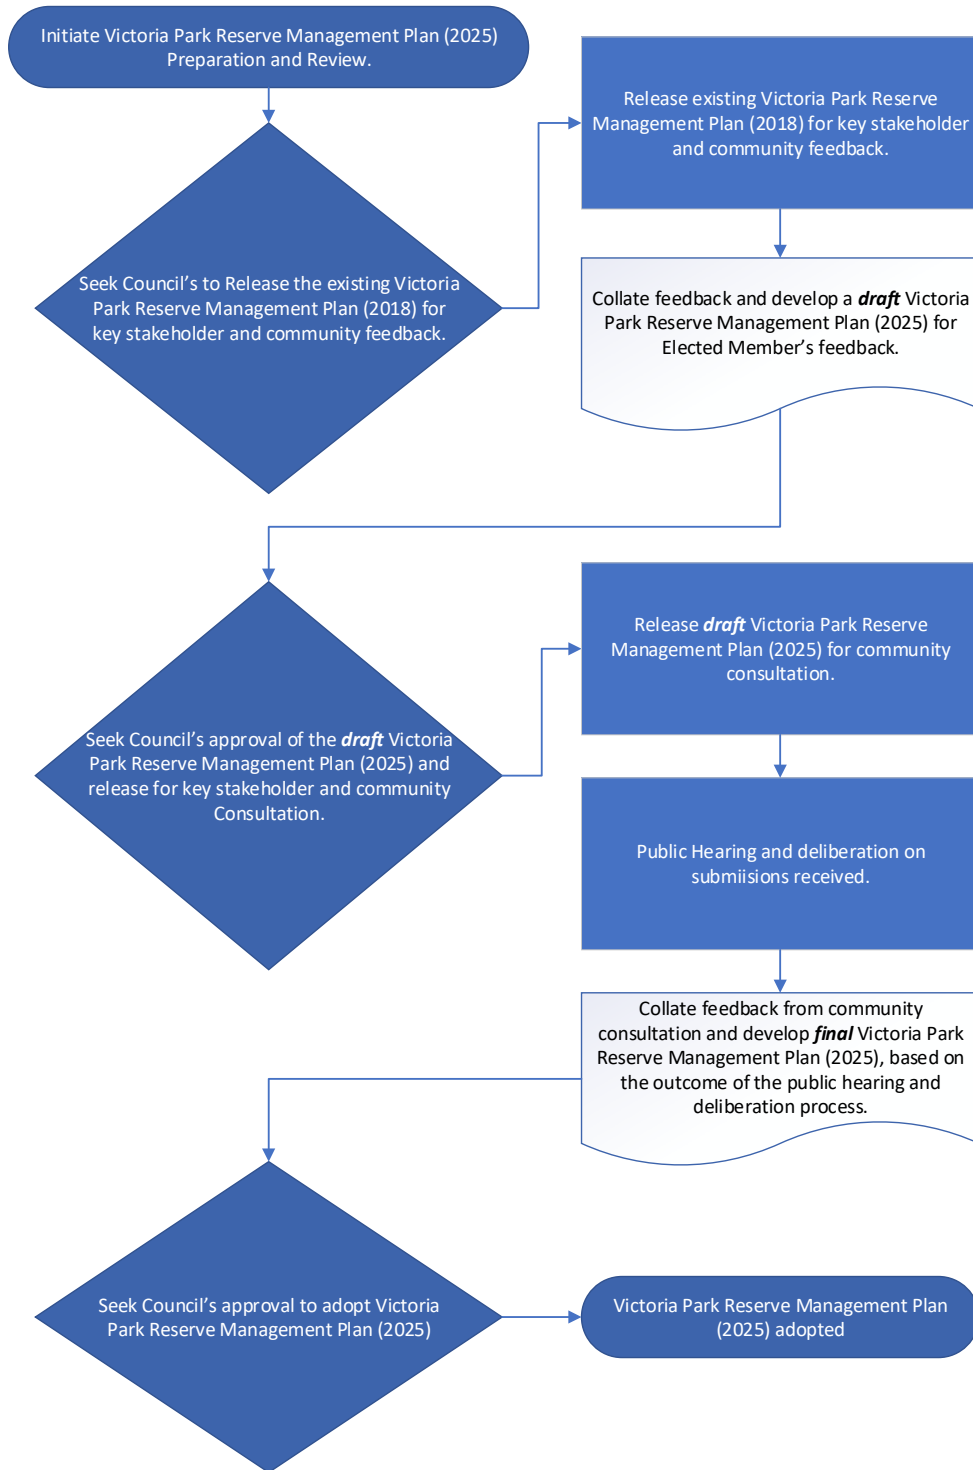 Initiate Victoria Park Reserve Management Plan (2025)
Preparation and Review.
Release existing Victoria Park Reserve
Management Plan (2018) for key stakeholder
and community feedback.
Seek Council's to Release the existing Victoria
Park Reserve Management Plan (2018) for
key stakeholder and community feedback.
Collate feedback and develop a draft Victoria
Park Reserve Management Plan (2025) for
Elected Member's feedback.
Release draft Victoria Park Reserve
Management Plan (2025) for community
consultation.
Seek Council's approval of the draft Victoria
Park Reserve Management Plan (2025) and
release for key stakeholder and community
Consultation.
Public Hearing and deliberation on
submiisions received.
Collate feedback from community
consultation and develop final Victoria Park
Reserve Management Plan (2025), based on
the outcome of the public hearing and
deliberation process.
Seek Council's approval to adopt Victoria
Park Reserve Management Plan (2025)
Victoria Park Reserve Management Plan
(2025) adopted